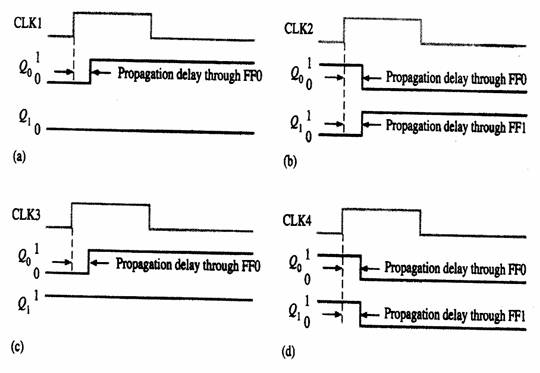 CLK1
Q0 1 0
Propagation delay through FF0
Q1 0
(a)
CLK2
Q0 1 0
Propagation delay through FF0
Q1 1 0
Propagation delay through FF1
(b)
CLK3
Q0 1 0
Propagation delay through FF0
Q1 1
(c)
CLK4
Q0 1 0
Propagation delay through FF0
Q1 1 0
Propagation delay through FF1
(d)